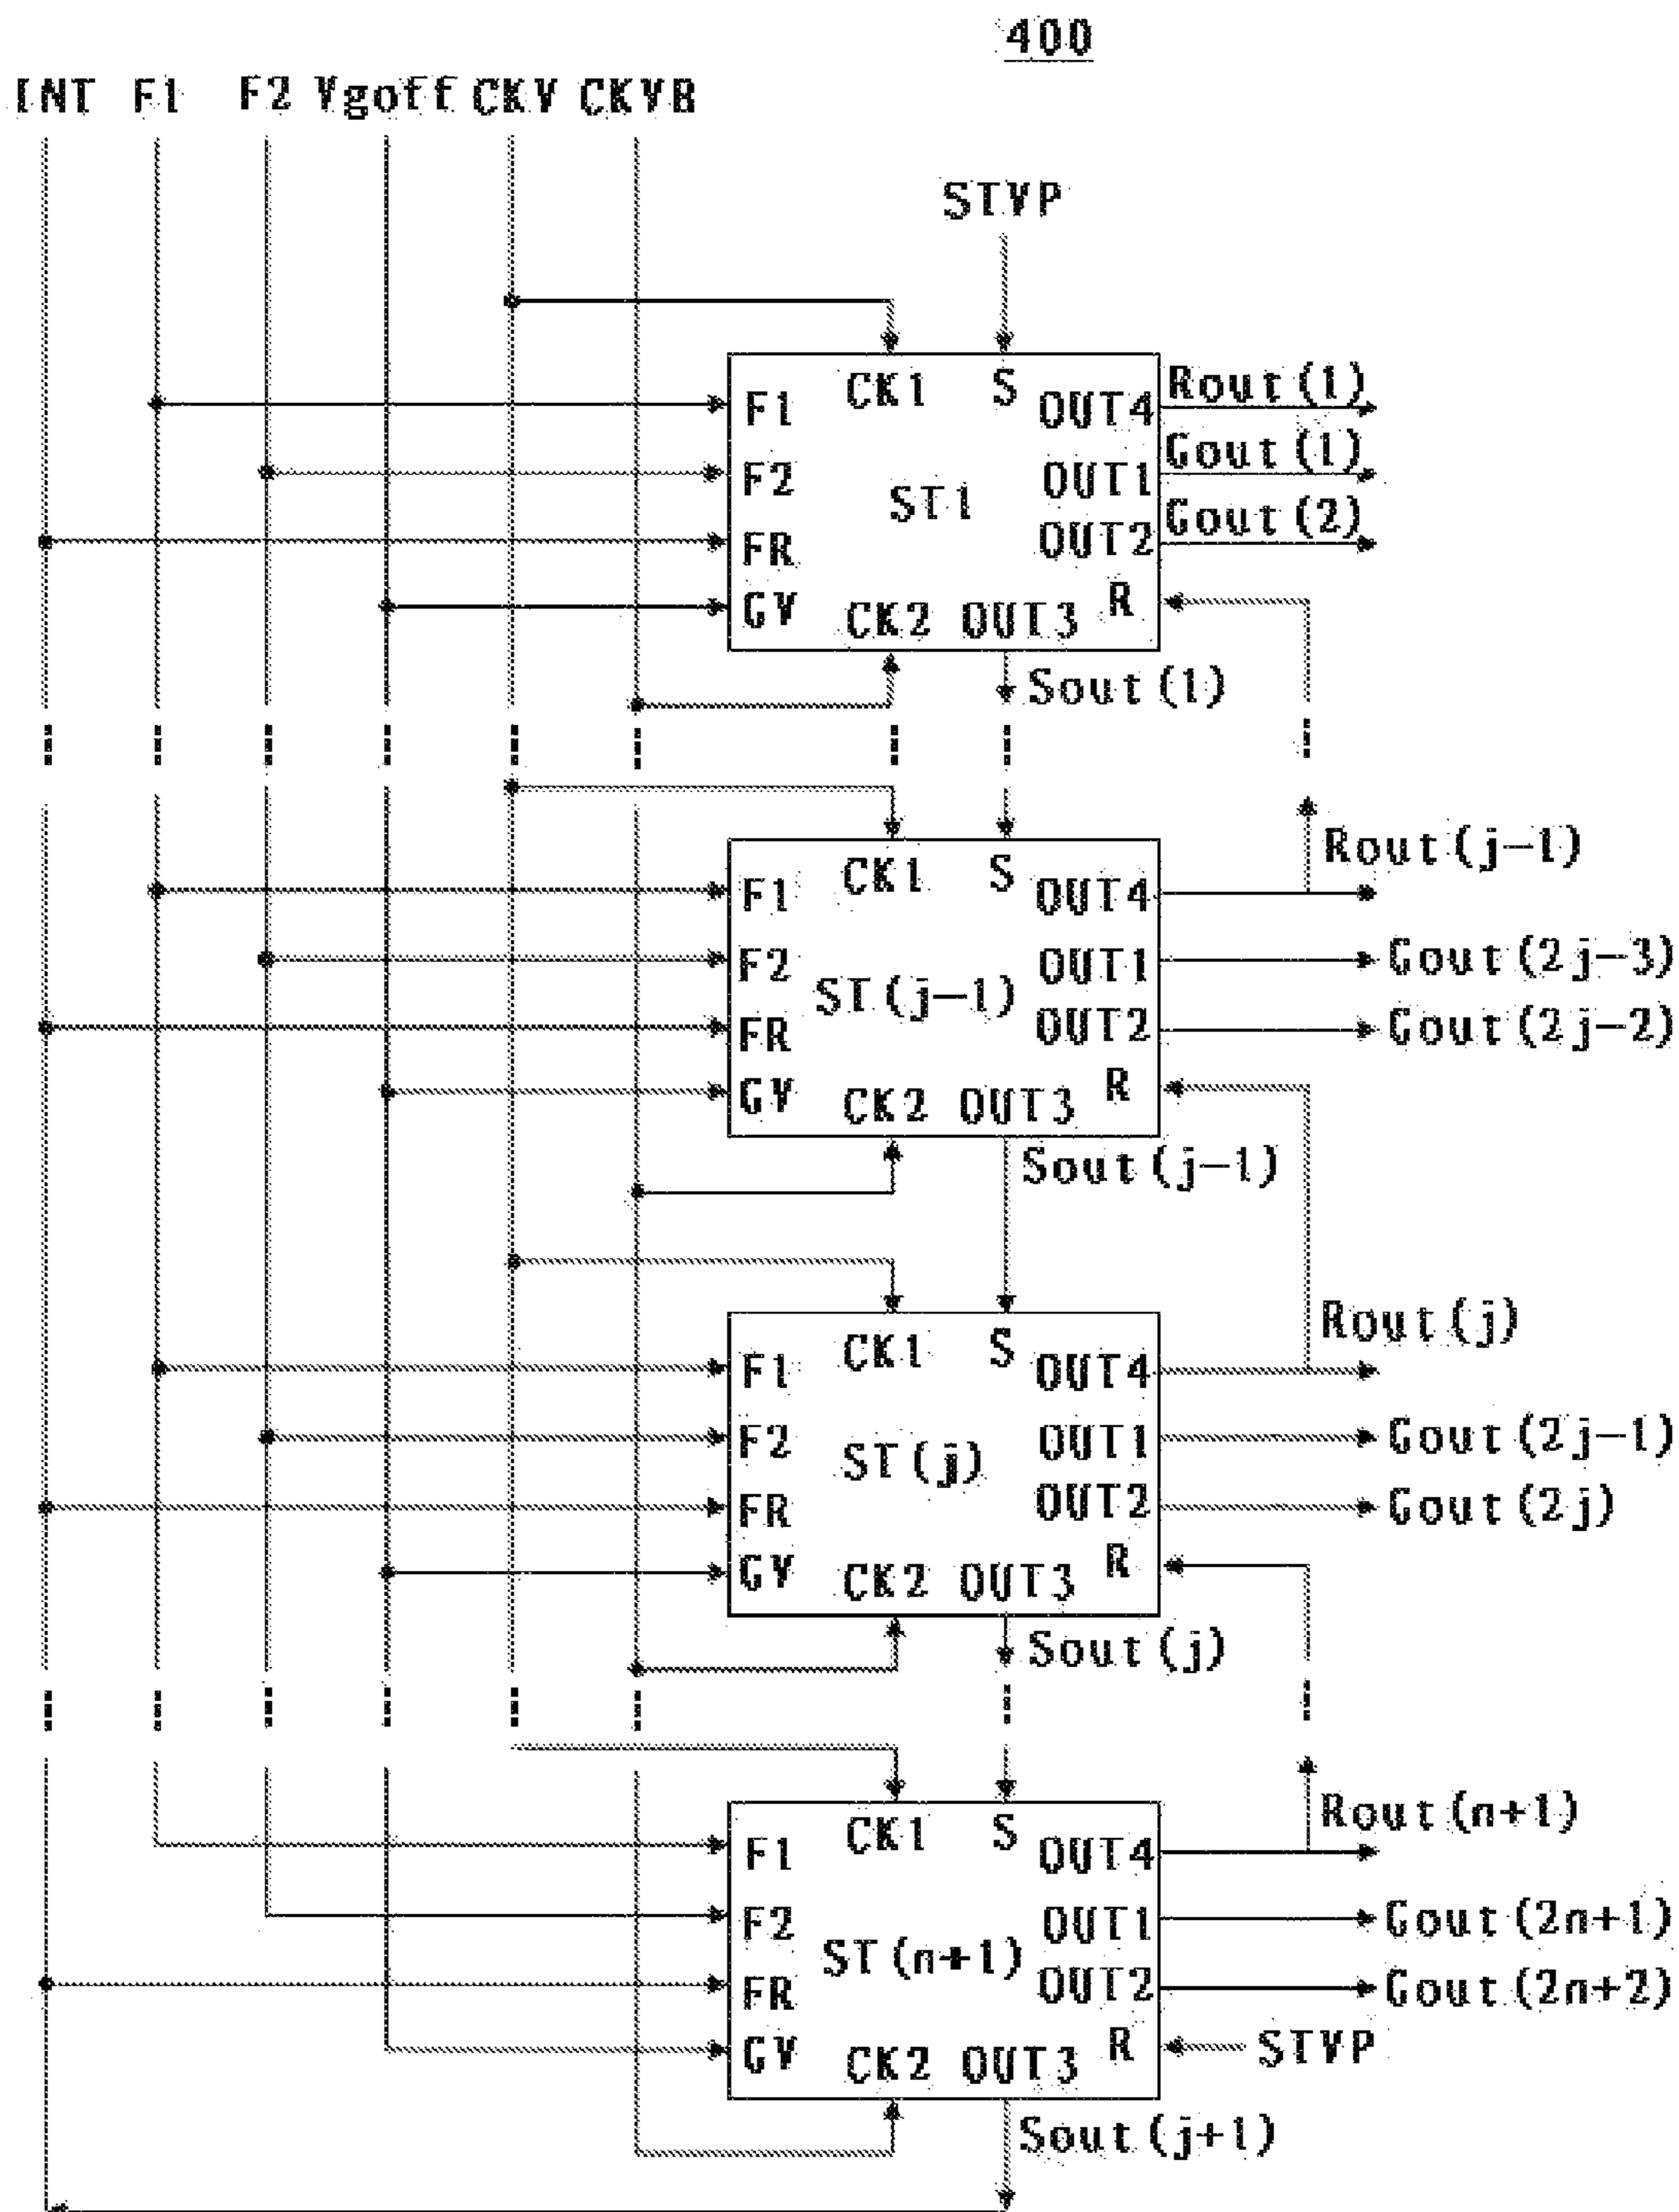 400
INT F1 F2 Vgoff CKV CKVB
STVP
CK1 S
F1 OUT4 Rout(1)
F2 OUT1 Gout(1)
ST1
FR OUT2 Gout(2)
GV CK2 OUT3 R
Sout(1)
CK1 S Rout(j-1)
F1 OUT4
F2 OUT1 Gout(2j-3)
ST(j-1)
FR OUT2 Gout(2j-2)
GV CK2 OUT3 R
Sout(j-1)
CK1 S Rout(j)
F1 OUT4
F2 OUT1 Gout(2j-1)
ST(j)
FR OUT2 Gout(2j)
GV CK2 OUT3 R
Sout(j)
CK1 S Rout(n+1)
F1 OUT4
F2 OUT1 Gout(2n+1)
ST(n+1)
FR OUT2 Gout(2n+2)
GV CK2 OUT3 R STVP
Sout(j+1)